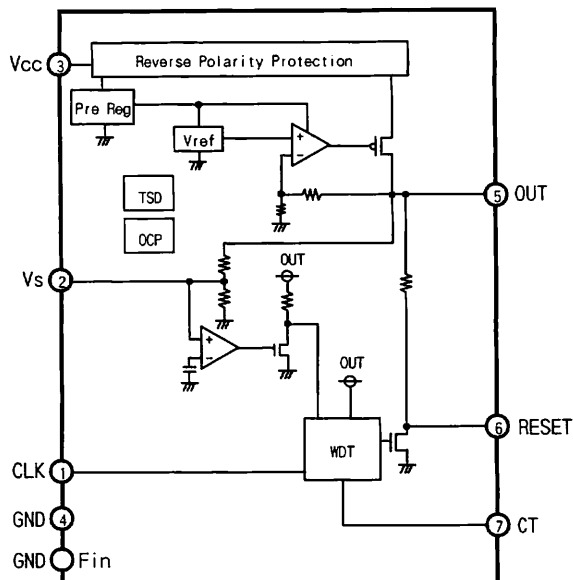 Vcc 3 Reverse Polarity Protection
Pre Reg
Vref
+
−
TSD
OUT 5
OCP
Vs 2
OUT
+
−
OUT
RESET 6
WDT
CLK 1
GND 4
CT 7
GND Fin